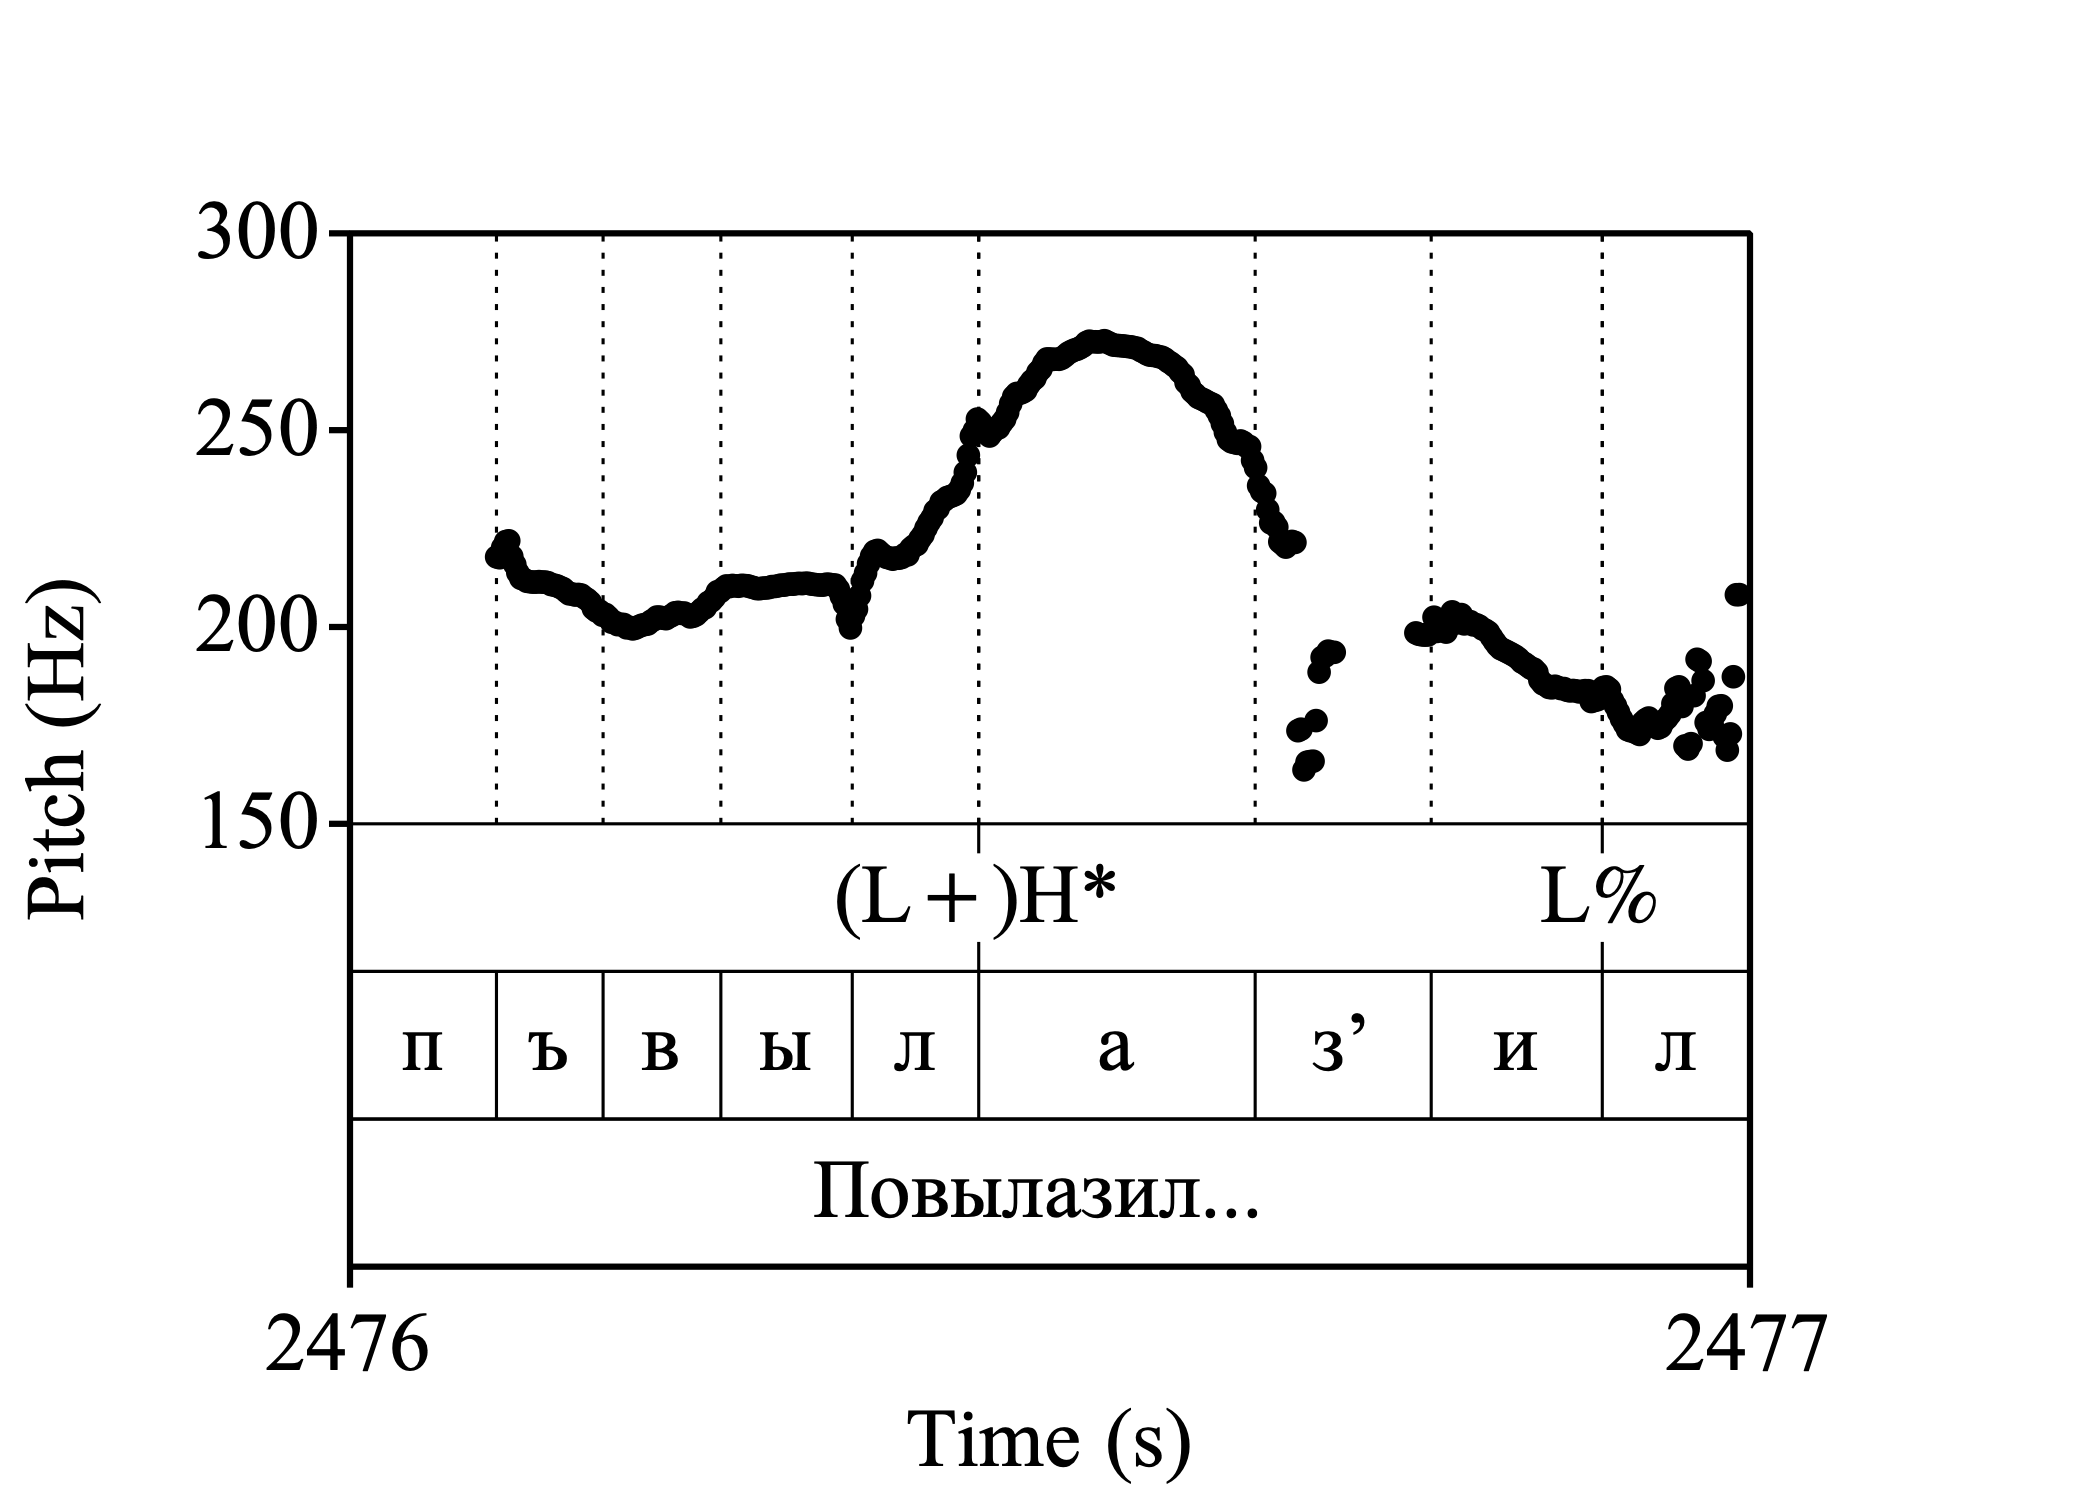 300
250
200
150
Pitch (Hz)
(L+)H* L%
п ъ в ы л а з’ и л
Повылазил...
2476 2477
Time (s)